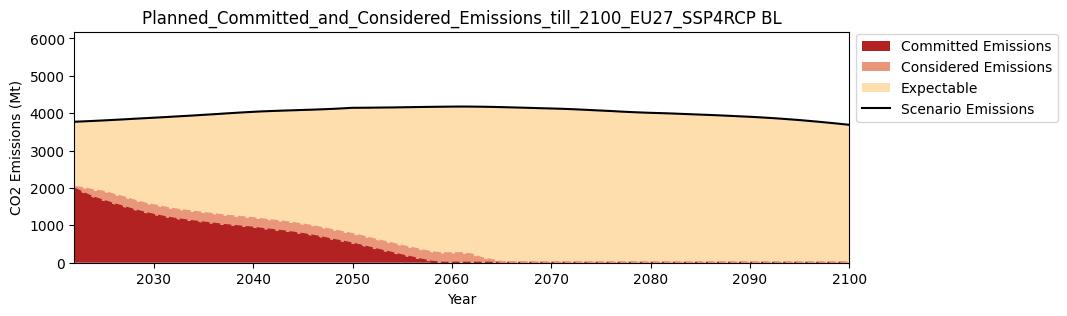 Planned_Committed_and_Considered_Emissions_till_2100_EU27_SSP4RCP BL
CO2 Emissions (Mt)
6000
5000
4000
3000
2000
1000
0
2030 2040 2050 2060 2070 2080 2090 2100
Year
Committed Emissions
Considered Emissions
Expectable
Scenario Emissions